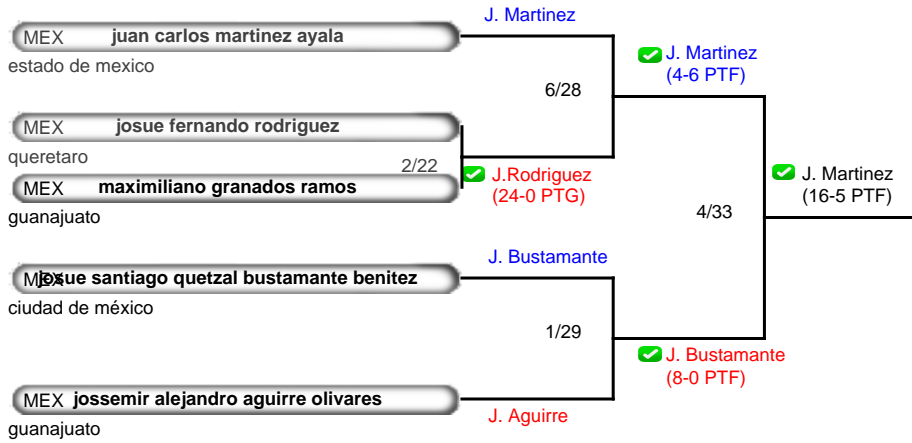 J. Martinez
MEX juan carlos martinez ayala
estado de mexico
J. Martinez
(4-6 PTF)
6/28
MEX josue fernando rodriguez
queretaro
2/22
J.Rodriguez
(24-0 PTG)
MEX maximiliano granados ramos
guanajuato
J. Martinez
(16-5 PTF)
4/33
J. Bustamante
MEX josue santiago quetzal bustamante benitez
ciudad de méxico
1/29
J. Bustamante
(8-0 PTF)
MEX jossemir alejandro aguirre olivares
guanajuato
J. Aguirre